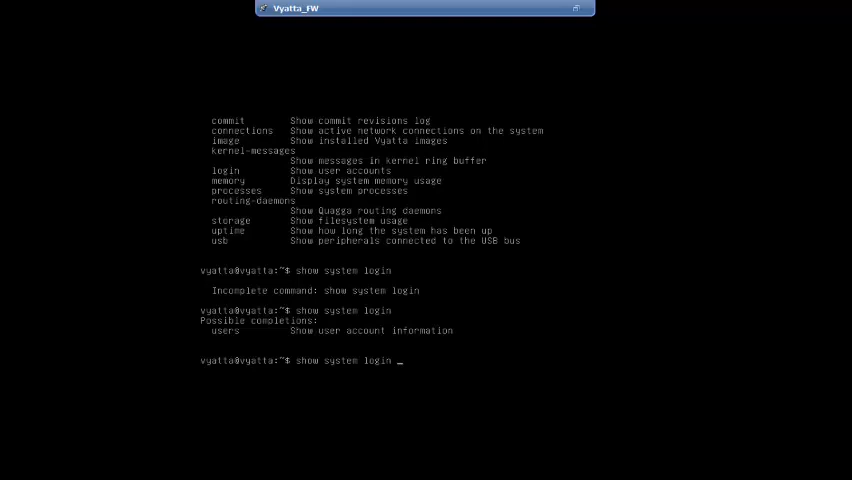 Vyatta_FW
commit Show commit revisions log
connections Show active network connections on the system
image Show installed Vyatta images
kernel-messages
Show messages in kernel ring buffer
login Show user accounts
memory Display system memory usage
processes Show system processes
routing-daemons
Show Quagga routing daemons
storage Show filesystem usage
uptime Show how long the system has been up
usb Show peripherals connected to the USB bus
vyatta@vyatta:~$ show system login
Incomplete command: show system login
vyatta@vyatta:~$ show system login
Possible completions:
users Show user account information
vyatta@vyatta:~$ show system login _